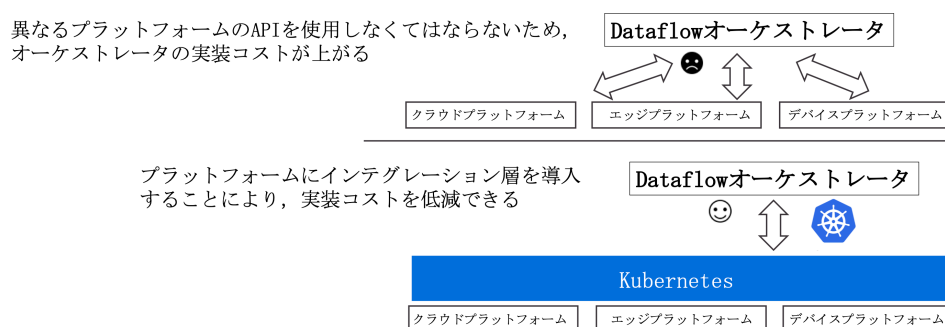 異なるプラットフォームのAPIを使用しなくてはならないため，
オーケストレータの実装コストが上がる
Dataflowオーケストレータ
クラウドプラットフォーム
エッジプラットフォーム
デバイスプラットフォーム
プラットフォームにインテグレーション層を導入
することにより，実装コストを低減できる
Dataflowオーケストレータ
Kubernetes
クラウドプラットフォーム
エッジプラットフォーム
デバイスプラットフォーム